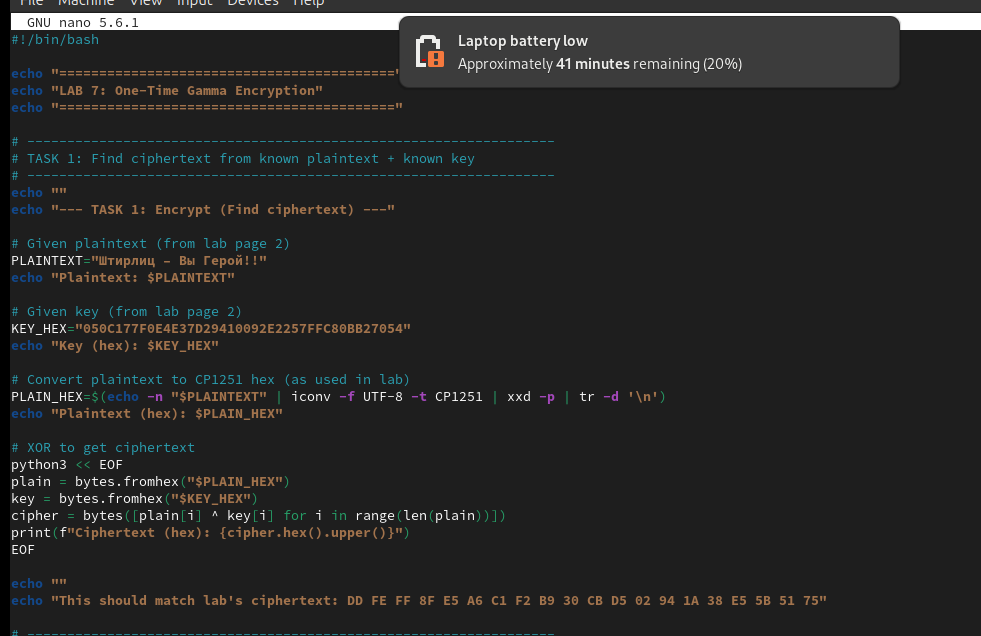 File Machine View Input Devices Help
GNU nano 5.6.1
Laptop battery low
Approximately 41 minutes remaining (20%)
#!/bin/bash
echo "=========================================="
echo "LAB 7: One-Time Gamma Encryption"
echo "=========================================="
# ------------------------------------------------------------------
# TASK 1: Find ciphertext from known plaintext + known key
# ------------------------------------------------------------------
echo ""
echo "--- TASK 1: Encrypt (Find ciphertext) ---"
# Given plaintext (from lab page 2)
PLAINTEXT="Штирлиц – Вы Герой!!"
echo "Plaintext: $PLAINTEXT"
# Given key (from lab page 2)
KEY_HEX="050C177F0E4E37D29410092E2257FFC80BB27054"
echo "Key (hex): $KEY_HEX"
# Convert plaintext to CP1251 hex (as used in lab)
PLAIN_HEX=$(echo -n "$PLAINTEXT" | iconv -f UTF-8 -t CP1251 | xxd -p | tr -d '\n')
echo "Plaintext (hex): $PLAIN_HEX"
# XOR to get ciphertext
python3 << EOF
plain = bytes.fromhex("$PLAIN_HEX")
key = bytes.fromhex("$KEY_HEX")
cipher = bytes([plain[i] ^ key[i] for i in range(len(plain))])
print(f"Ciphertext (hex): {cipher.hex().upper()}")
EOF
echo ""
echo "This should match lab's ciphertext: DD FE FF 8F E5 A6 C1 F2 B9 30 CB D5 02 94 1A 38 E5 5B 51 75"
# ------------------------------------------------------------------